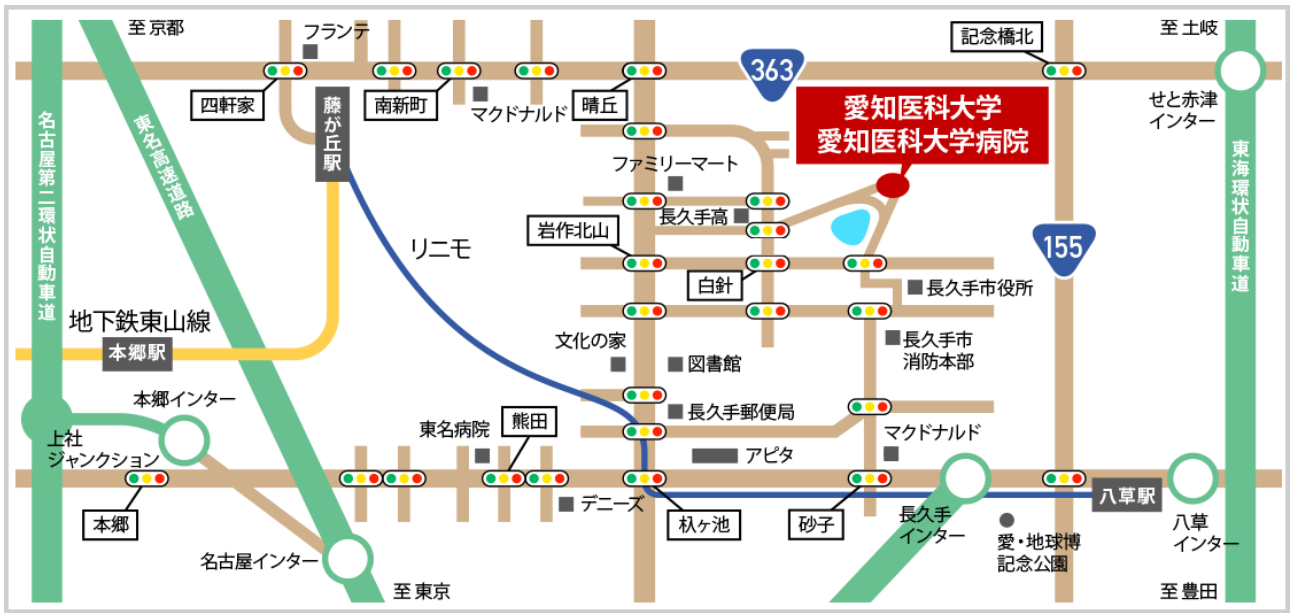 至 京都
フランテ
記念橋北
至 土岐
363
四軒家
南新町
マクドナルド
晴丘
愛知医科大学
愛知医科大学病院
せと赤津
インター
名古屋第二環状自動車道
東名高速道路
藤が丘駅
東海環状自動車道
ファミリーマート
長久手高
岩作北山
リニモ
155
白針
長久手市役所
地下鉄東山線
本郷駅
文化の家
図書館
長久手市
消防本部
本郷インター
長久手郵便局
上社
ジャンクション
東名病院
熊田
マクドナルド
アピタ
デニーズ
本郷
杁ヶ池
砂子
長久手
インター
八草駅
八草
インター
愛・地球博
記念公園
名古屋インター
至 東京
至 豊田